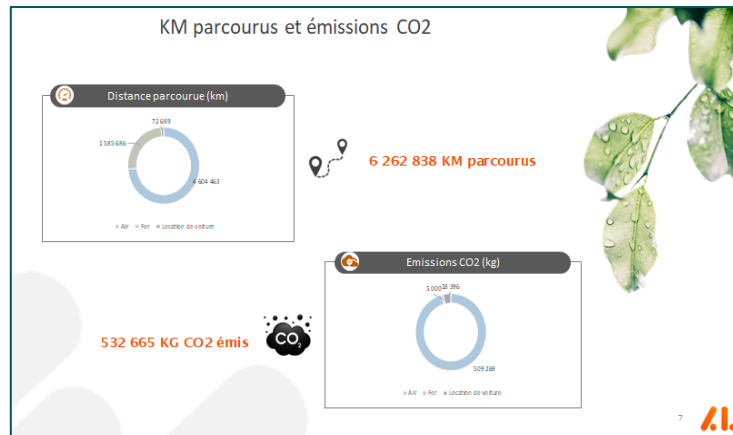 KM parcourus et émissions CO2
Distance parcourue (km)
72 689
1 585 686
4 604 463
Air Fer Location de voiture
6 262 838 KM parcourus
Emissions CO2 (kg)
5 000 18 396
509 269
Air Fer Location de voiture
532 665 KG CO2 émis
CO2
7